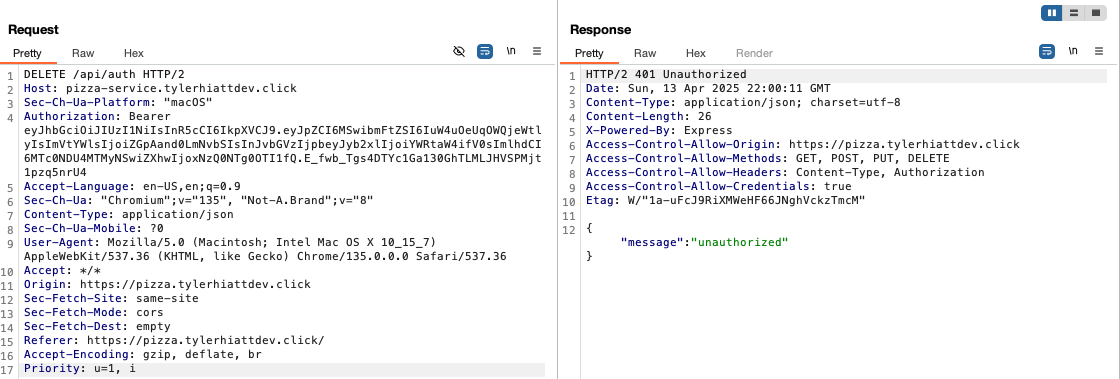 Request
Pretty Raw Hex
\n
1 DELETE /api/auth HTTP/2
2 Host: pizza-service.tylerhiattdev.click
3 Sec-Ch-Ua-Platform: "macOS"
4 Authorization: Bearer
eyJhbGciOiJIUzI1NiIsInR5cCI6IkpXVCJ9.eyJpZCI6MSwibmFtZSI6IuW4uOeUqOWQjeWtl
yIsImVtYWlsIjoiZGpAand0LmNvbSIsInJvbGVzIjpbeyJyb2xlIjoiYWRtaW4ifV0sImlhdCI
6MTc0NDU4MTMyNSwiZXhwIjoxNzQ0NTg0OTI1fQ.E_fwb_Tgs4DTYc1Ga130GhTLMLJHVSPMjt
1pzq5nrU4
5 Accept-Language: en-US,en;q=0.9
6 Sec-Ch-Ua: "Chromium";v="135", "Not-A.Brand";v="8"
7 Content-Type: application/json
8 Sec-Ch-Ua-Mobile: ?0
9 User-Agent: Mozilla/5.0 (Macintosh; Intel Mac OS X 10_15_7)
AppleWebKit/537.36 (KHTML, like Gecko) Chrome/135.0.0.0 Safari/537.36
10 Accept: */*
11 Origin: https://pizza.tylerhiattdev.click
12 Sec-Fetch-Site: same-site
13 Sec-Fetch-Mode: cors
14 Sec-Fetch-Dest: empty
15 Referer: https://pizza.tylerhiattdev.click/
16 Accept-Encoding: gzip, deflate, br
17 Priority: u=1, i
Response
Pretty Raw Hex Render
\n
1 HTTP/2 401 Unauthorized
2 Date: Sun, 13 Apr 2025 22:00:11 GMT
3 Content-Type: application/json; charset=utf-8
4 Content-Length: 26
5 X-Powered-By: Express
6 Access-Control-Allow-Origin: https://pizza.tylerhiattdev.click
7 Access-Control-Allow-Methods: GET, POST, PUT, DELETE
8 Access-Control-Allow-Headers: Content-Type, Authorization
9 Access-Control-Allow-Credentials: true
10 Etag: W/"1a-uFcJ9RiXMWeHF66JNghVckzTmcM"
11
12 {
"message":"unauthorized"
}